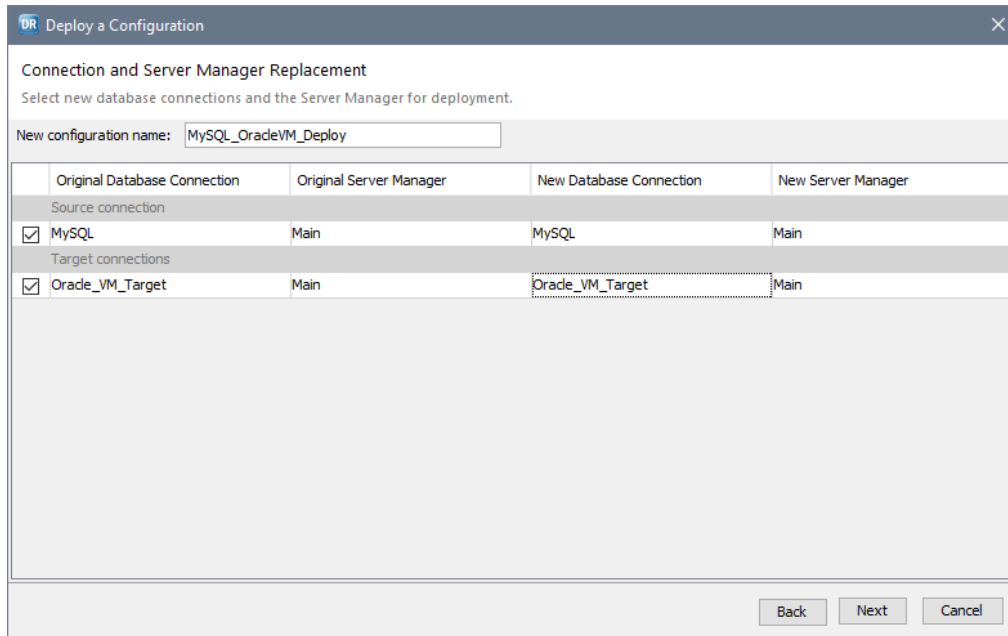 DR Deploy a Configuration
Connection and Server Manager Replacement
Select new database connections and the Server Manager for deployment.
New configuration name: MySQL_OracleVM_Deploy
Original Database Connection Original Server Manager New Database Connection New Server Manager
Source connection
MySQL Main MySQL Main
Target connections
Oracle_VM_Target Main Oracle_VM_Target Main
Back Next Cancel